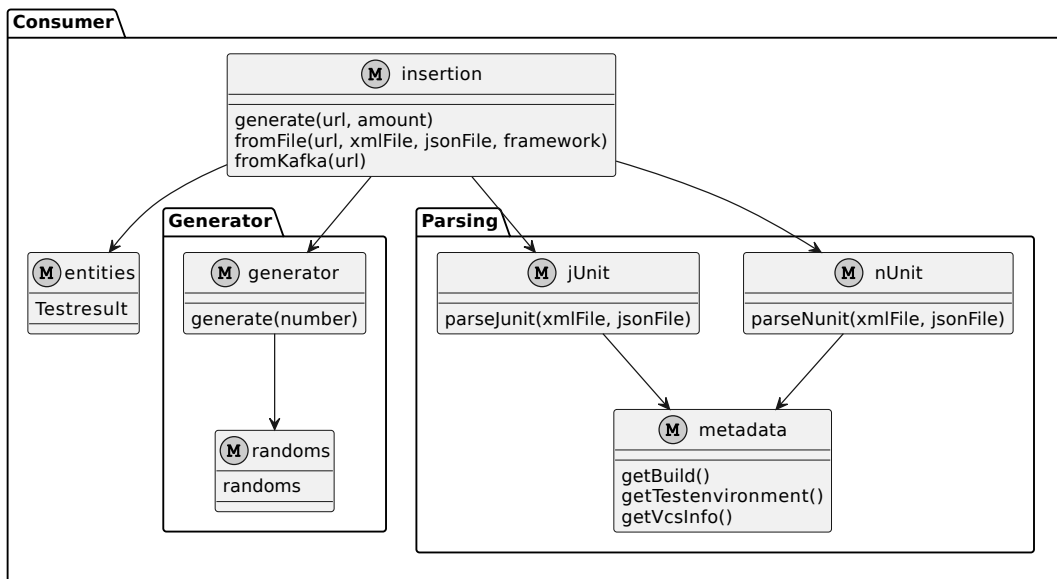 Consumer
M insertion
generate(url, amount)
fromFile(url, xmlFile, jsonFile, framework)
fromKafka(url)
Generator
Parsing
M entities
Testresult
M generator
generate(number)
M jUnit
parseJunit(xmlFile, jsonFile)
M nUnit
parseNunit(xmlFile, jsonFile)
M randoms
randoms
M metadata
getBuild()
getTestenvironment()
getVcsInfo()